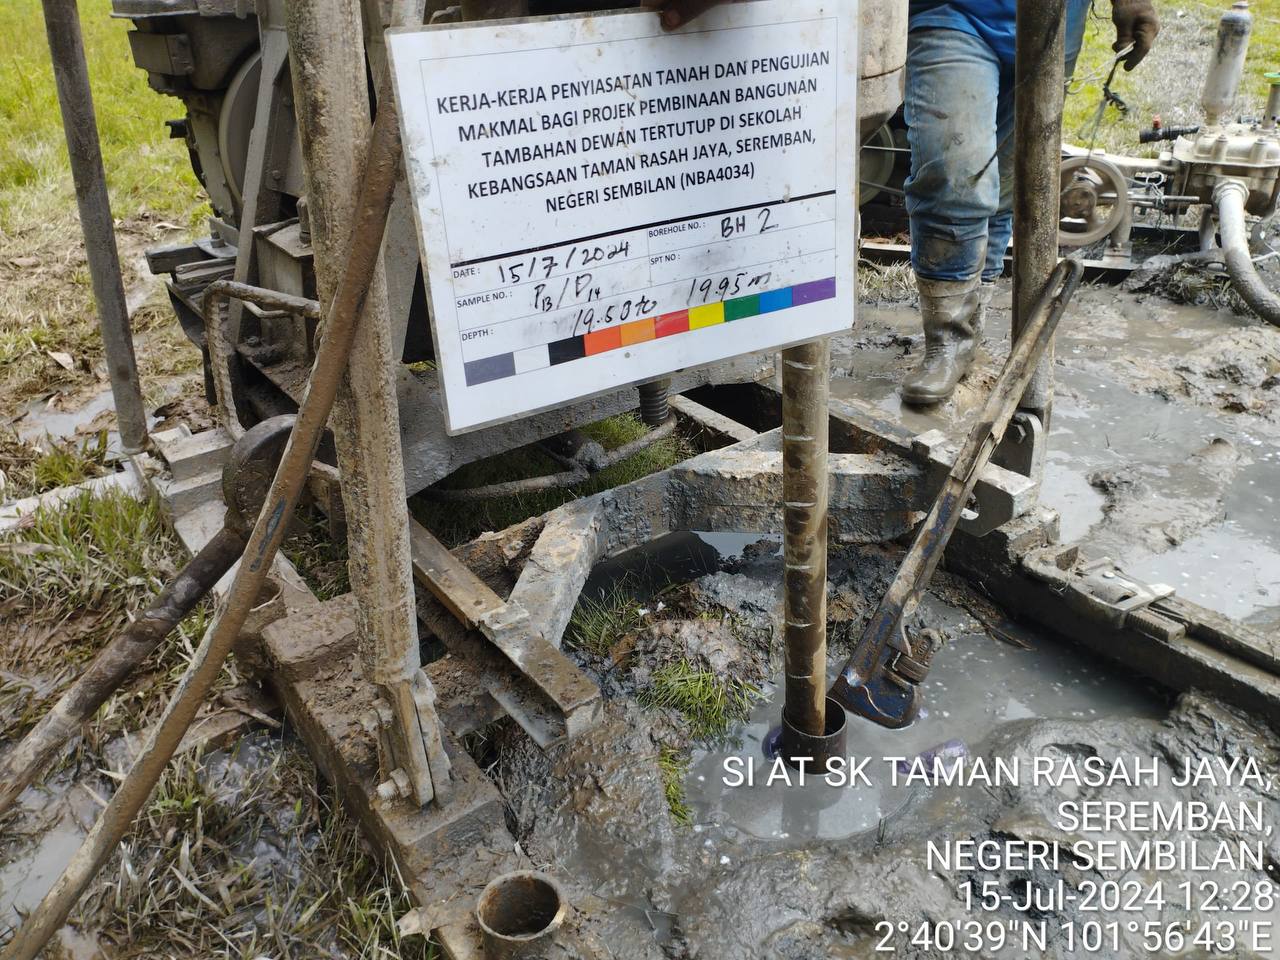 KERJA-KERJA PENYIASATAN TANAH DAN PENGUJIAN
MAKMAL BAGI PROJEK PEMBINAAN BANGUNAN
TAMBAHAN DEWAN TERTUTUP DI SEKOLAH
KEBANGSAAN TAMAN RASAH JAYA, SEREMBAN,
NEGERI SEMBILAN (NBA4034)
DATE : 15/7/2024 BOREHOLE NO. : BH 2
SAMPLE NO. : P13/P14 SPT NO :
DEPTH : 19.50 to 19.95 m
SI AT SK TAMAN RASAH JAYA,
SEREMBAN,
NEGERI SEMBILAN.
15-Jul-2024 12:28
2°40'39"N 101°56'43"E